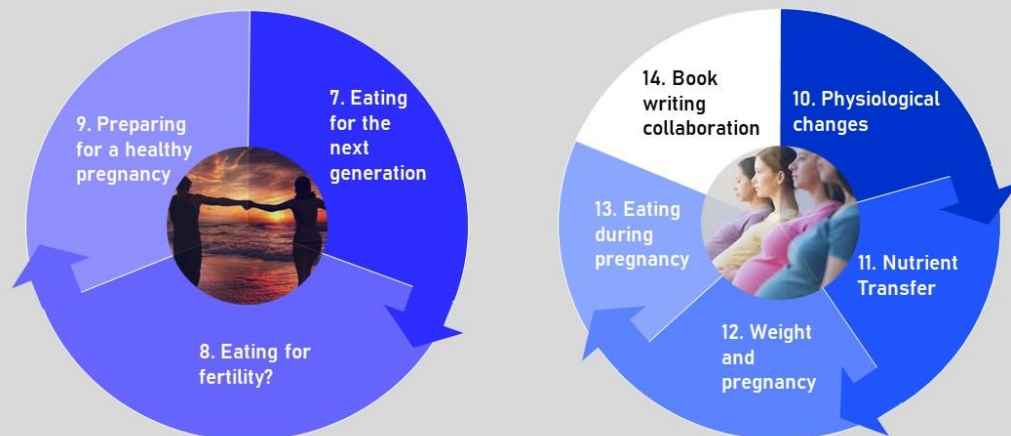 7. Eating
for the
next
generation
8. Eating for
fertility?
9. Preparing
for a healthy
pregnancy
10. Physiological
changes
11. Nutrient
Transfer
12. Weight
and
pregnancy
13. Eating
during
pregnancy
14. Book
writing
collaboration